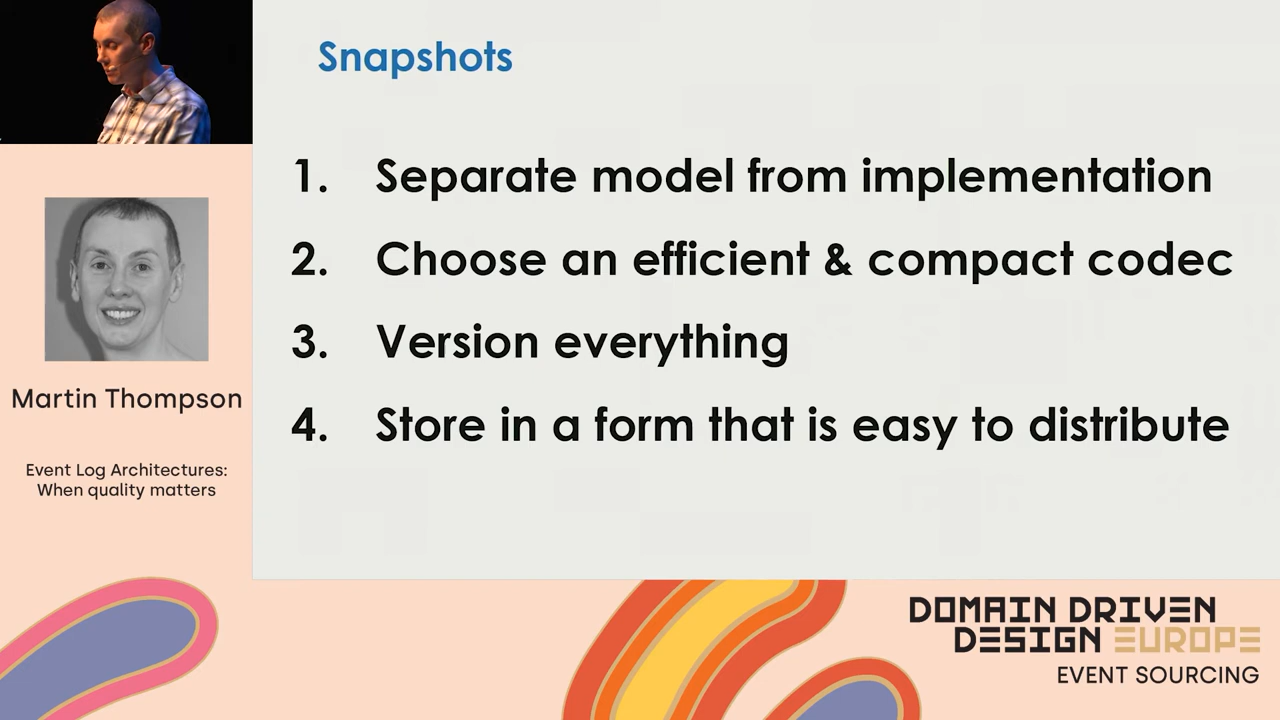 Snapshots
1. Separate model from implementation
2. Choose an efficient & compact codec
3. Version everything
4. Store in a form that is easy to distribute
Martin Thompson
Event Log Architectures:
When quality matters
DOMAIN DRIVEN
DESIGN EUROPE
EVENT SOURCING